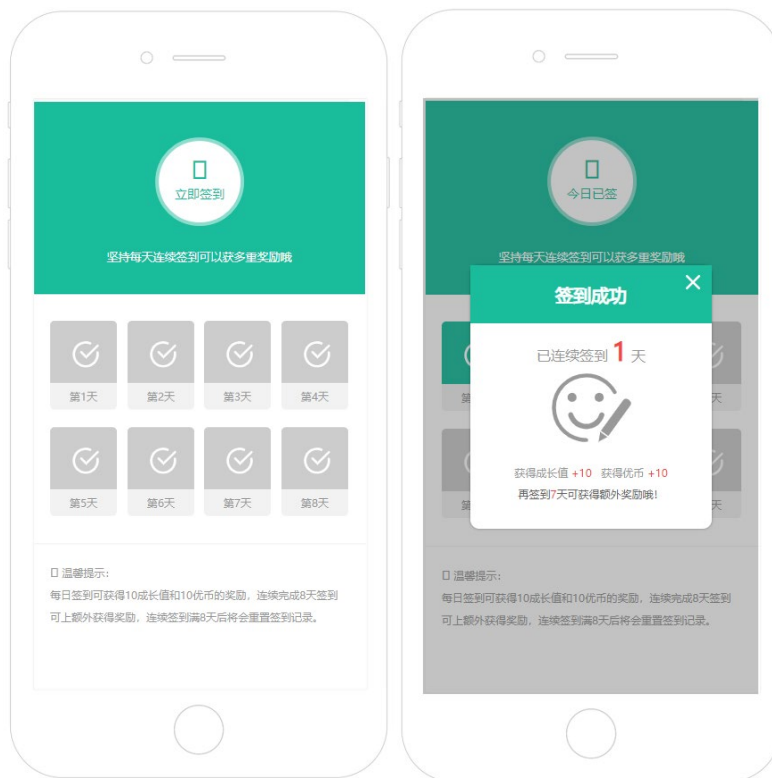 立即签到
坚持每天连续签到可以获多重奖励哦
第1天
第2天
第3天
第4天
第5天
第6天
第7天
第8天
温馨提示：
每日签到可获得10成长值和10优币的奖励，连续完成8天签到
可上额外获得奖励，连续签到满8天后将会重置签到记录。
今日已签
坚持每天连续签到可以获多重奖励哦
签到成功
已连续签到 1 天
获得成长值 +10 获得优币 +10
再签到7天可获得额外奖励哦！
第
天
第
天
温馨提示：
每日签到可获得10成长值和10优币的奖励，连续完成8天签到
可上额外获得奖励，连续签到满8天后将会重置签到记录。